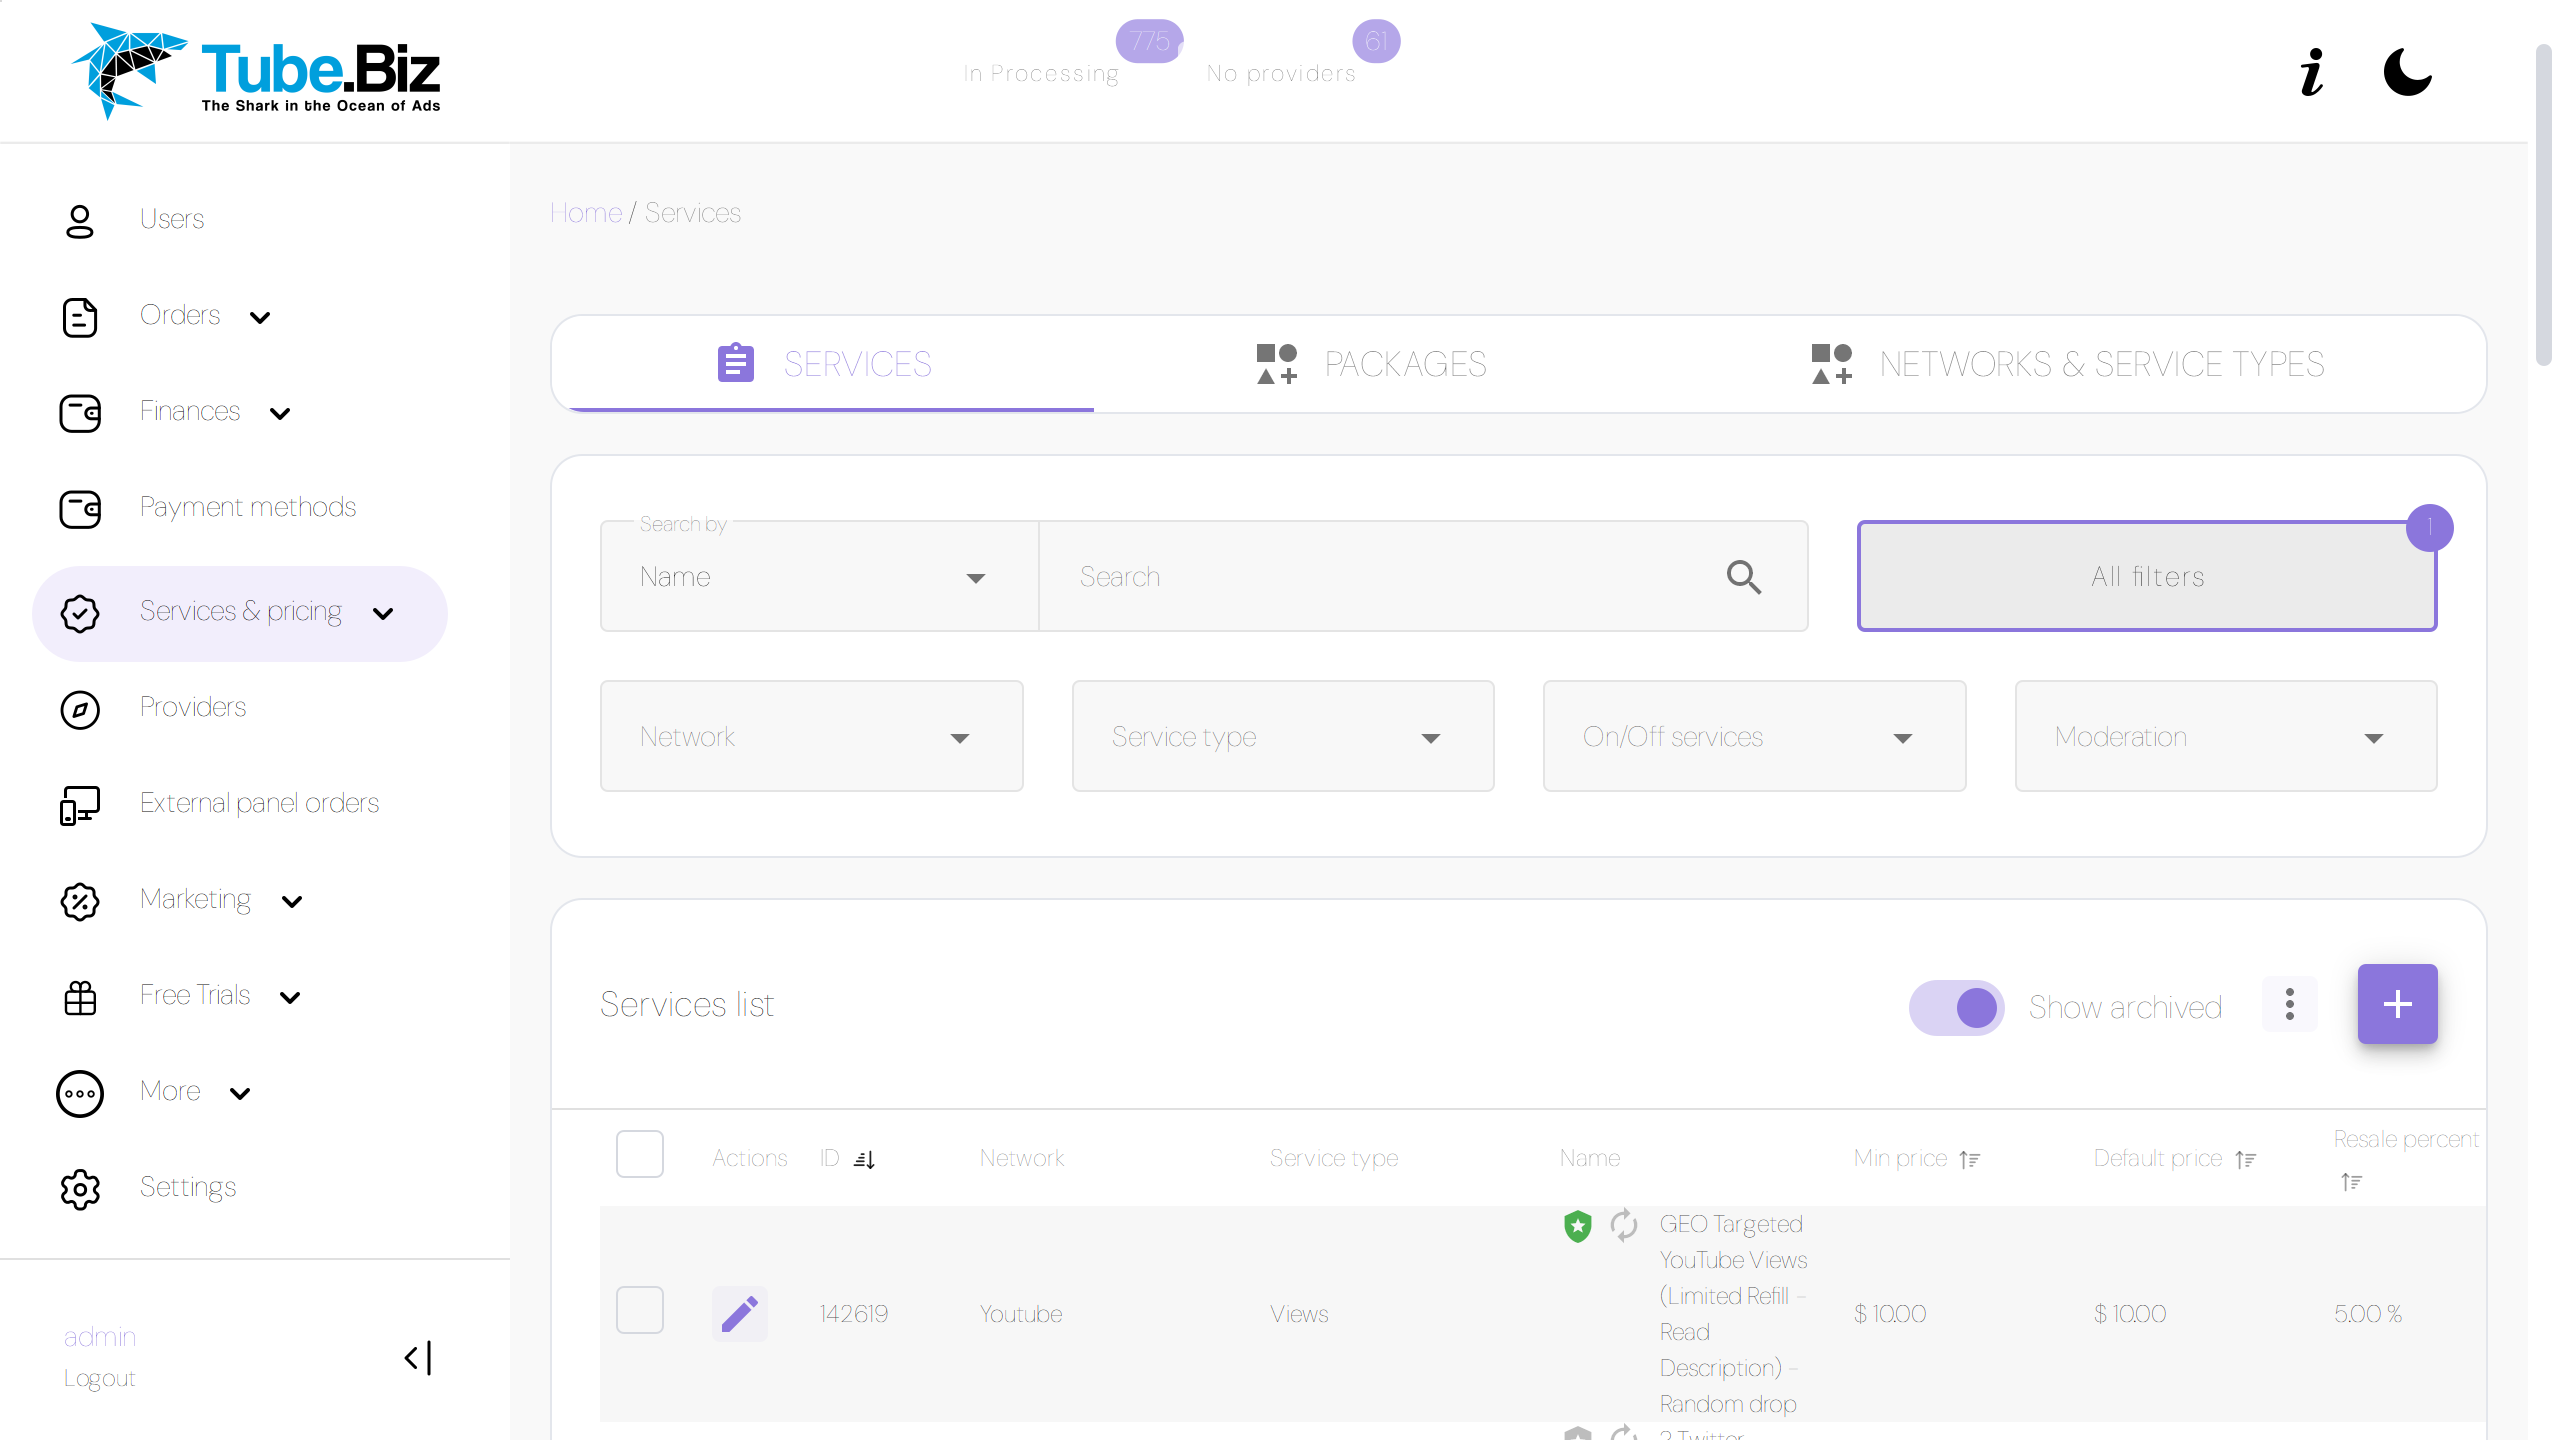 Tube.Biz
The Shark in the Ocean of Ads
In Processing
775
No providers
61
Users
Orders
Finances
Payment methods
Services & pricing
Providers
External panel orders
Marketing
Free Trials
More
Settings
admin
Logout
Home / Services
SERVICES
PACKAGES
NETWORKS & SERVICE TYPES
Search by
Name
Search
All filters
1
Network
Service type
On/Off services
Moderation
Services list
Show archived
Actions
ID
Network
Service type
Name
Min price
Default price
Resale percent
142619
Youtube
Views
GEO Targeted
YouTube Views
(Limited Refill -
Read
Description) -
Random drop
$ 10.00
$ 10.00
5.00 %
2 Twitter